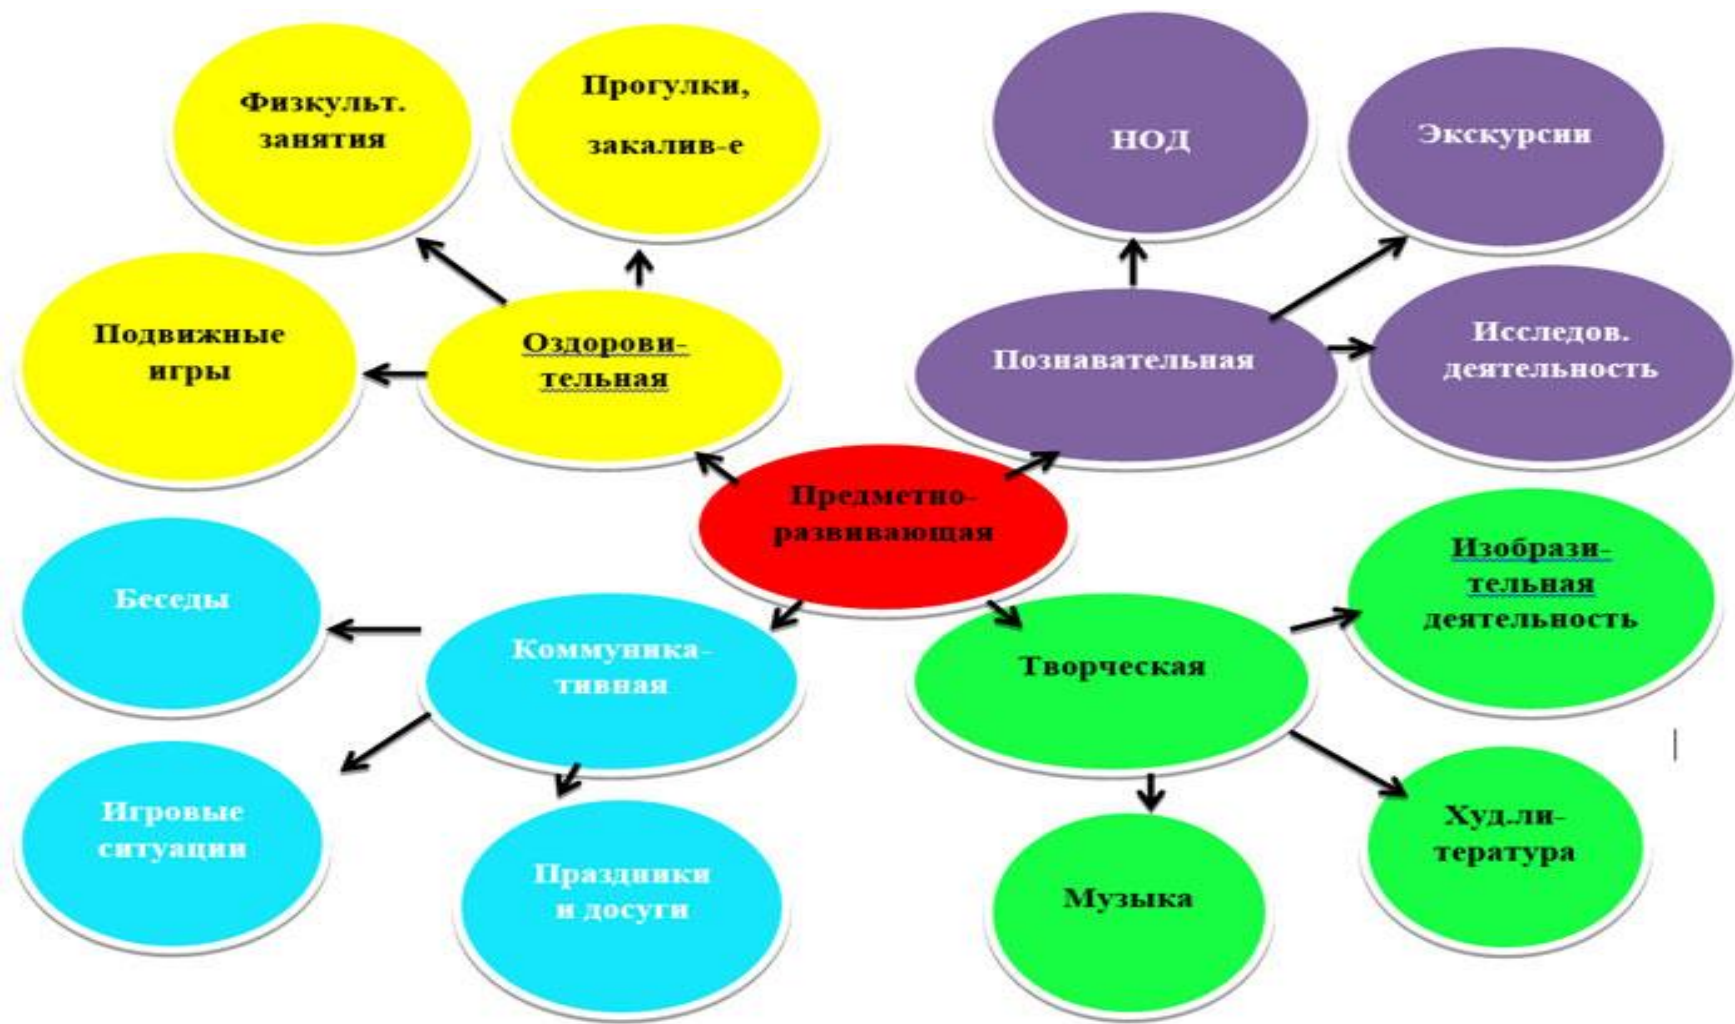 Физкульт.
занятия
Прогулки,
закалив-е
НОД
Экскурсии
Подвижные
игры
Оздорови-
тельная
Познавательная
Исследов.
деятельность
Предметно-
развивающая
Беседы
Коммуника-
тивная
Творческая
Изобрази-
тельная
деятельность
Игровые
ситуации
Праздники
и досуги
Музыка
Худ.ли-
тература